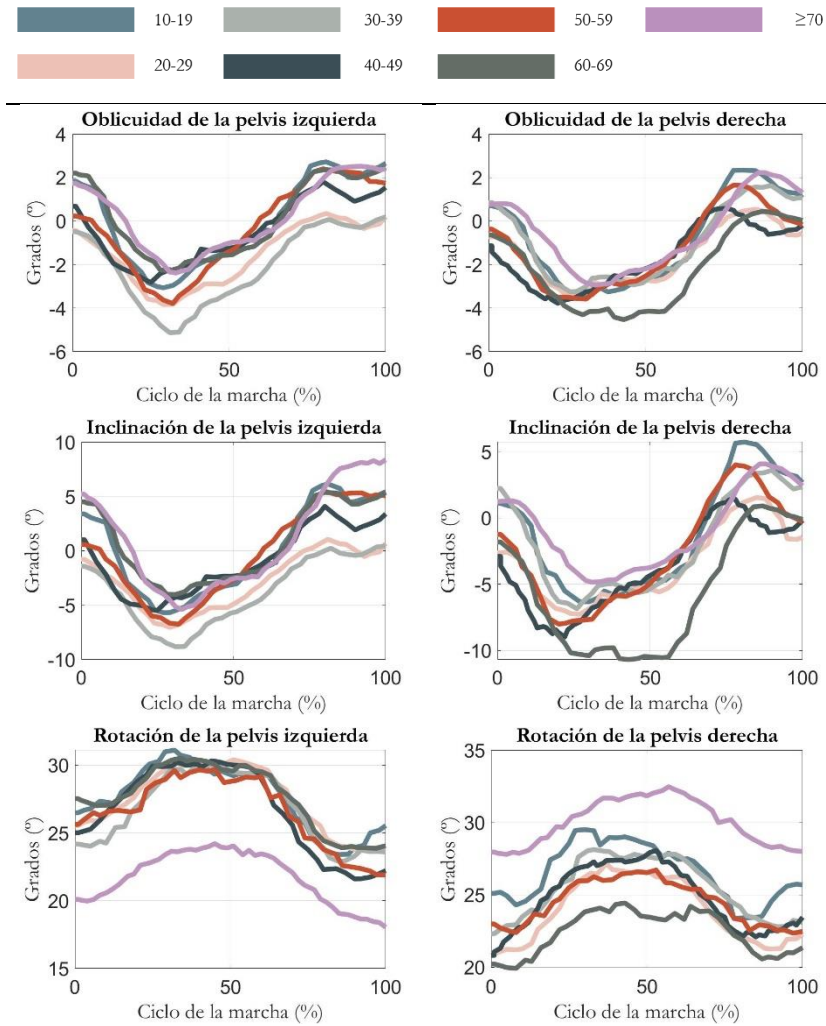 10-19 30-39 50-59 ≥70
20-29 40-49 60-69
Oblicuidad de la pelvis izquierda
4
2
0
-2
-4
-6
Grados (º)
0 50 100
Ciclo de la marcha (%)
Oblicuidad de la pelvis derecha
4
2
0
-2
-4
-6
Grados (º)
0 50 100
Ciclo de la marcha (%)
Inclinación de la pelvis izquierda
10
5
0
-5
-10
Grados (º)
0 50 100
Ciclo de la marcha (%)
Inclinación de la pelvis derecha
5
0
-5
-10
Grados (º)
0 50 100
Ciclo de la marcha (%)
Rotación de la pelvis izquierda
30
25
20
15
Grados (º)
0 50 100
Ciclo de la marcha (%)
Rotación de la pelvis derecha
35
30
25
20
Grados (º)
0 50 100
Ciclo de la marcha (%)